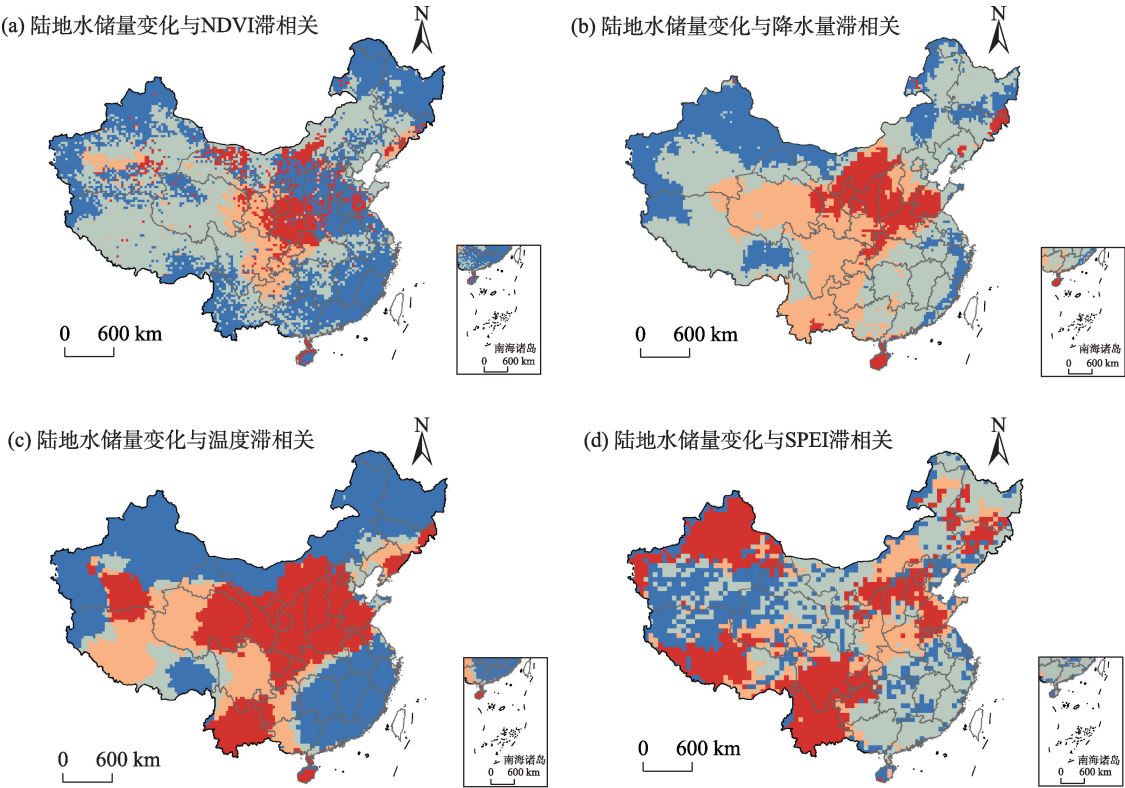 (a) 陆地水储量变化与NDVI滞相关
N
0 600 km
南海诸岛
0 600 km
(b) 陆地水储量变化与降水量滞相关
N
0 600 km
南海诸岛
0 600 km
(c) 陆地水储量变化与温度滞相关
N
0 600 km
南海诸岛
0 600 km
(d) 陆地水储量变化与SPEI滞相关
N
0 600 km
南海诸岛
0 600 km